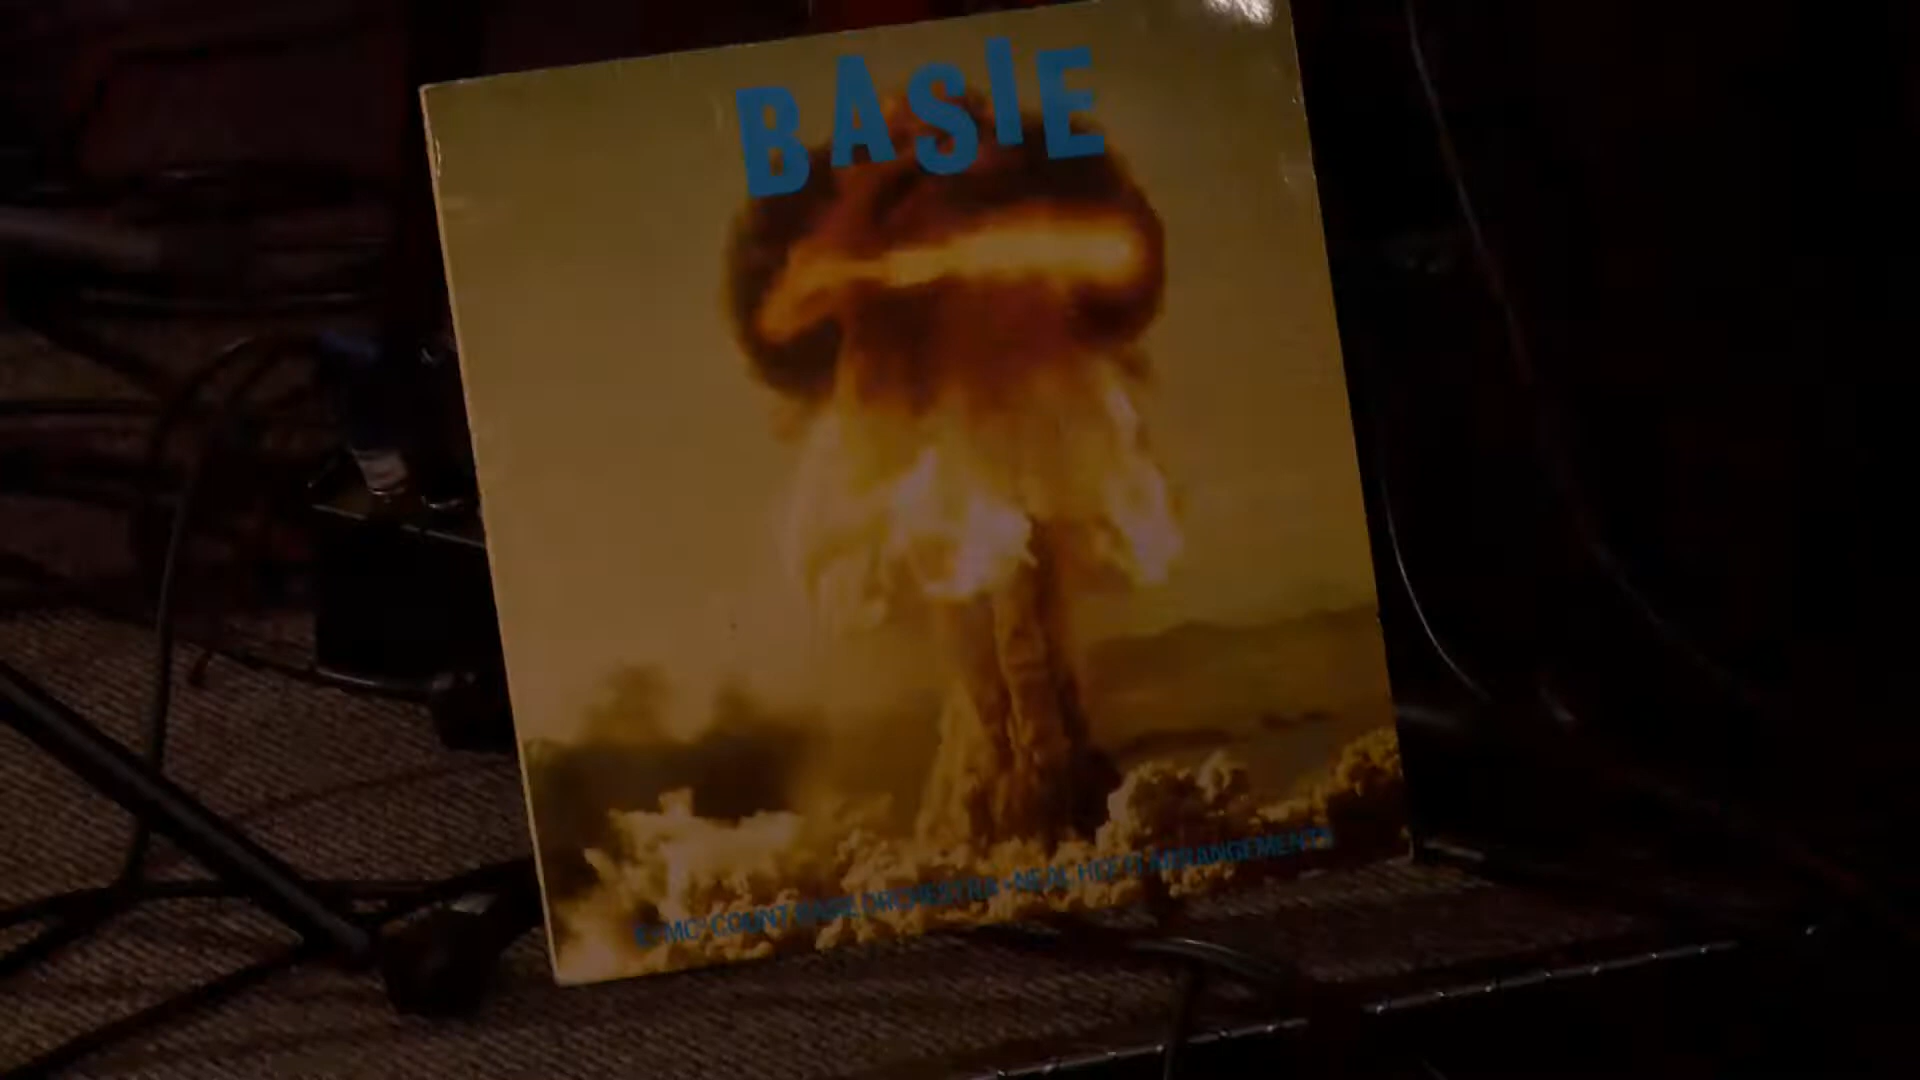 BASIE
E=MC² COUNT BASIE ORCHESTRA • NEAL HEFTI ARRANGEMENTS